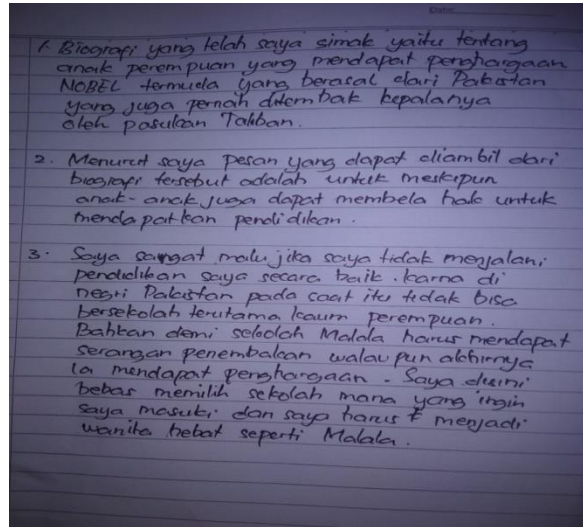 Date:
1. Biografi yang telah saya simak yaitu tentang
anak perempuan yang mendapat penghargaan
NOBEL termuda yang berasal dari Pakistan
yang juga pernah ditembak kepalanya
oleh pasukan Taliban.
2. Menurut saya pesan yang dapat diambil dari
biografi tersebut adalah untuk meskipun
anak-anak juga dapat membela hak untuk
mendapatkan pendidikan.
3. Saya sangat malu jika saya tidak menjalani
pendidikan saya secara baik. karna di
negri Pakistan pada saat itu tidak bisa
bersekolah terutama kaum perempuan.
Bahkan demi sekolah Malala harus mendapat
serangan penembakan walau pun akhirnya
ia mendapat penghargaan. Saya disini
bebas memilih sekolah mana yang ingin
saya masuki dan saya harus menjadi
wanita hebat seperti Malala.